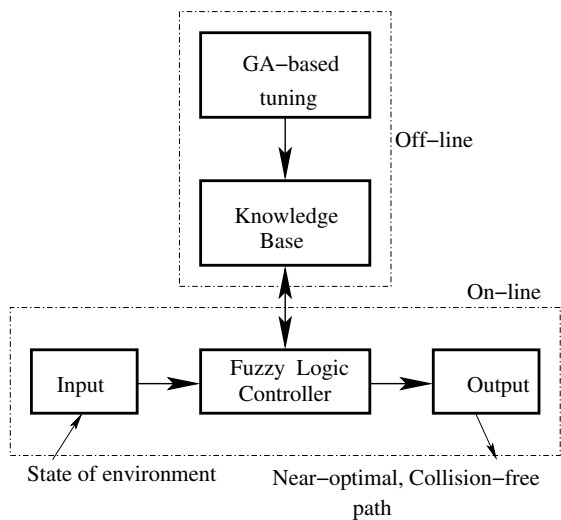 GA−based
tuning
Off−line
Knowledge
Base
On−line
Input
Fuzzy Logic
Controller
Output
State of environment
Near−optimal, Collision−free
path